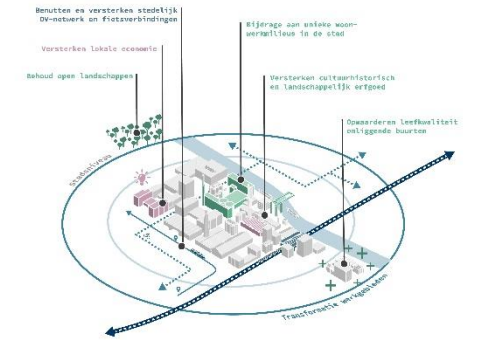 Benutten en versterken stedelijk
OV-netwerk en fietsverbindingen
Versterken lokale economie
Behoud open landschappen
Bijdrage aan unieke woon-
werkmilieus in de stad
Versterken cultuurhistorisch
en landschappelijk erfgoed
Opwaarderen leefkwaliteit
omliggende buurten
Stadsniveau
Transformatie werkgebieden